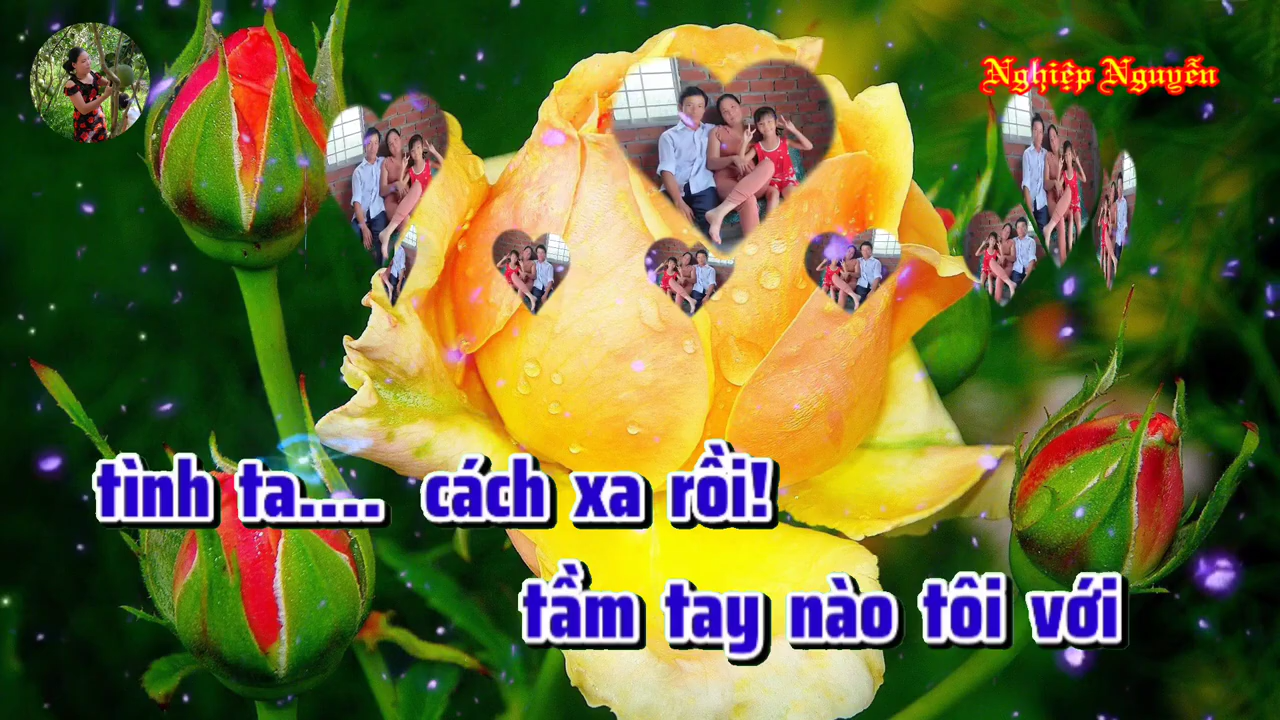 Nghiệp Nguyễn
tình ta.... cách xa rồi!
tầm tay nào tôi với